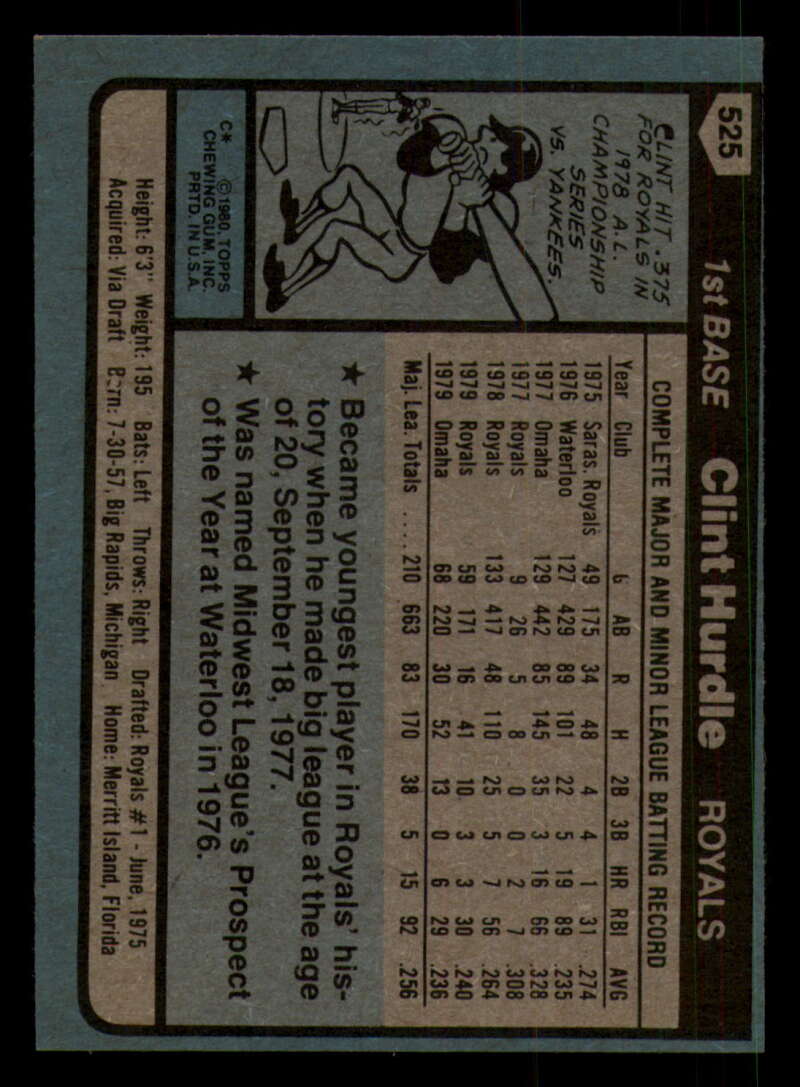 525 1st BASE Clint Hurdle ROYALS
CLINT HIT .375
FOR ROYALS IN
1978 A.L.
CHAMPIONSHIP
SERIES
VS. YANKEES.
C* © 1980. TOPPS
CHEWING GUM, INC.
PRTD. IN U.S.A.
COMPLETE MAJOR AND MINOR LEAGUE BATTING RECORD
Year Club G AB R H 2B 3B HR RBI AVG
1975 Saras. Royals 49 175 34 48 4 4 1 31 .274
1976 Waterloo 127 429 89 101 22 5 19 89 .235
1977 Omaha 129 442 85 145 35 3 16 66 .328
1977 Royals 9 26 5 8 0 0 2 7 .308
1978 Royals 133 417 48 110 25 5 7 56 .264
1979 Royals 59 171 16 41 10 3 3 30 .240
1979 Omaha 68 220 30 52 13 0 6 29 .236
Maj. Lea. Totals .... 210 663 83 170 38 5 15 92 .256
★ Became youngest player in Royals' his-
tory when he made big league at the age
of 20, September 18, 1977.
★ Was named Midwest League's Prospect
of the Year at Waterloo in 1976.
Height: 6'3" Weight: 195 Bats: Left Throws: Right Drafted: Royals #1 - June, 1975
Acquired: Via Draft Born: 7-30-57, Big Rapids, Michigan Home: Merritt Island, Florida